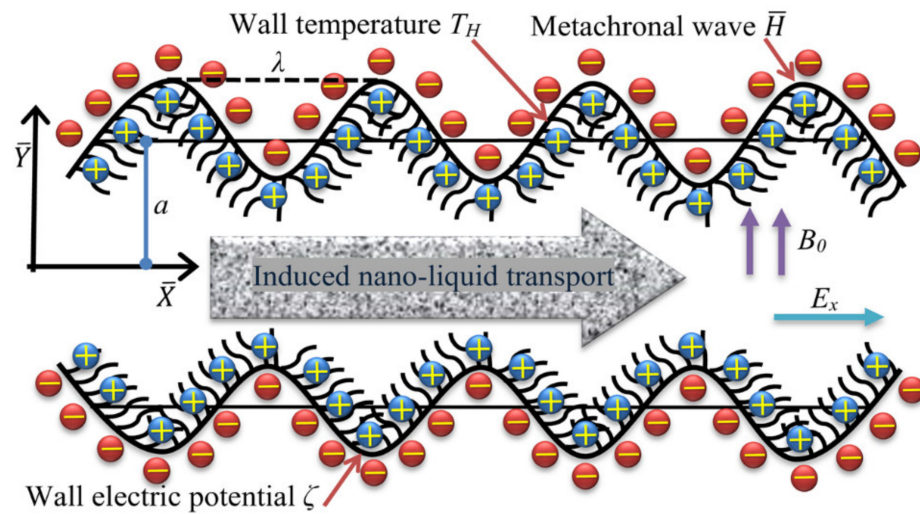 Wall temperature T_H
Metachronal wave H̅
λ
Y̅
a
X̅
B_0
Induced nano-liquid transport
E_x
Wall electric potential ζ